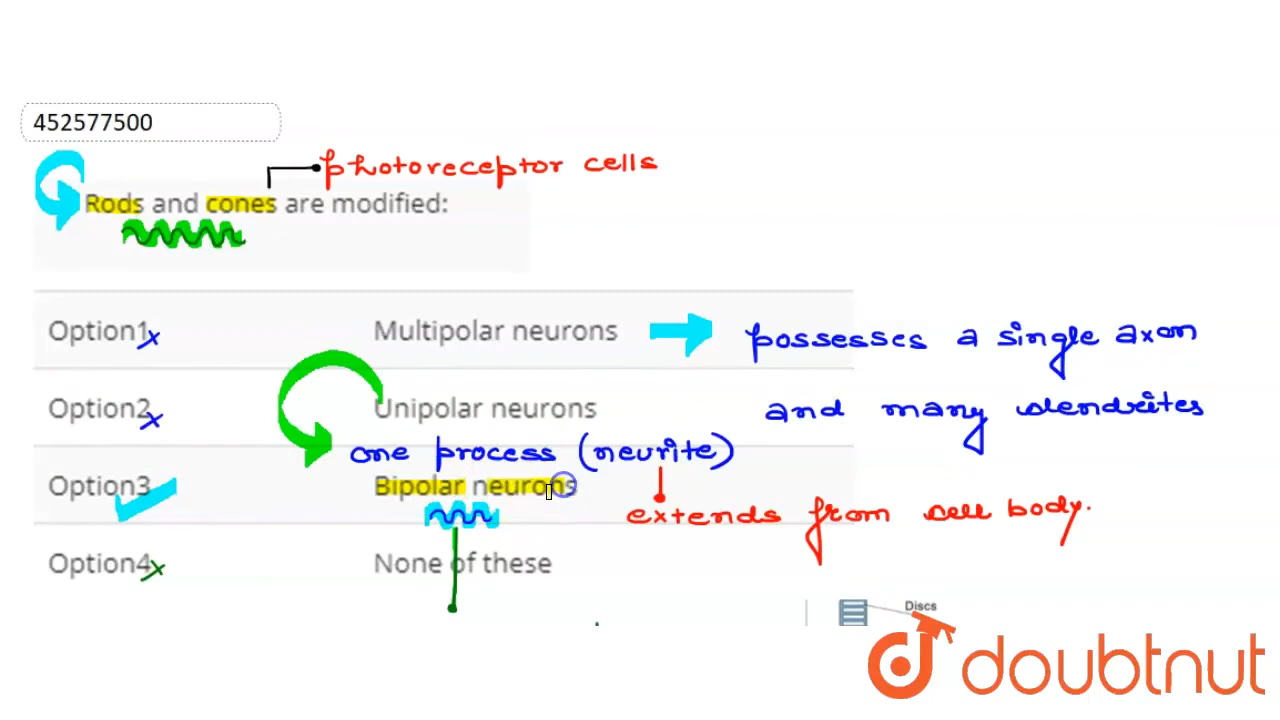 452577500
photoreceptor cells
Rods and cones are modified:
Option1 x Multipolar neurons possesses a single axon
Option2 x Unipolar neurons and many dendrites
one process (neurite)
Option3 Bipolar neurons extends from cell body.
Option4 x None of these
Discs
doubtnut